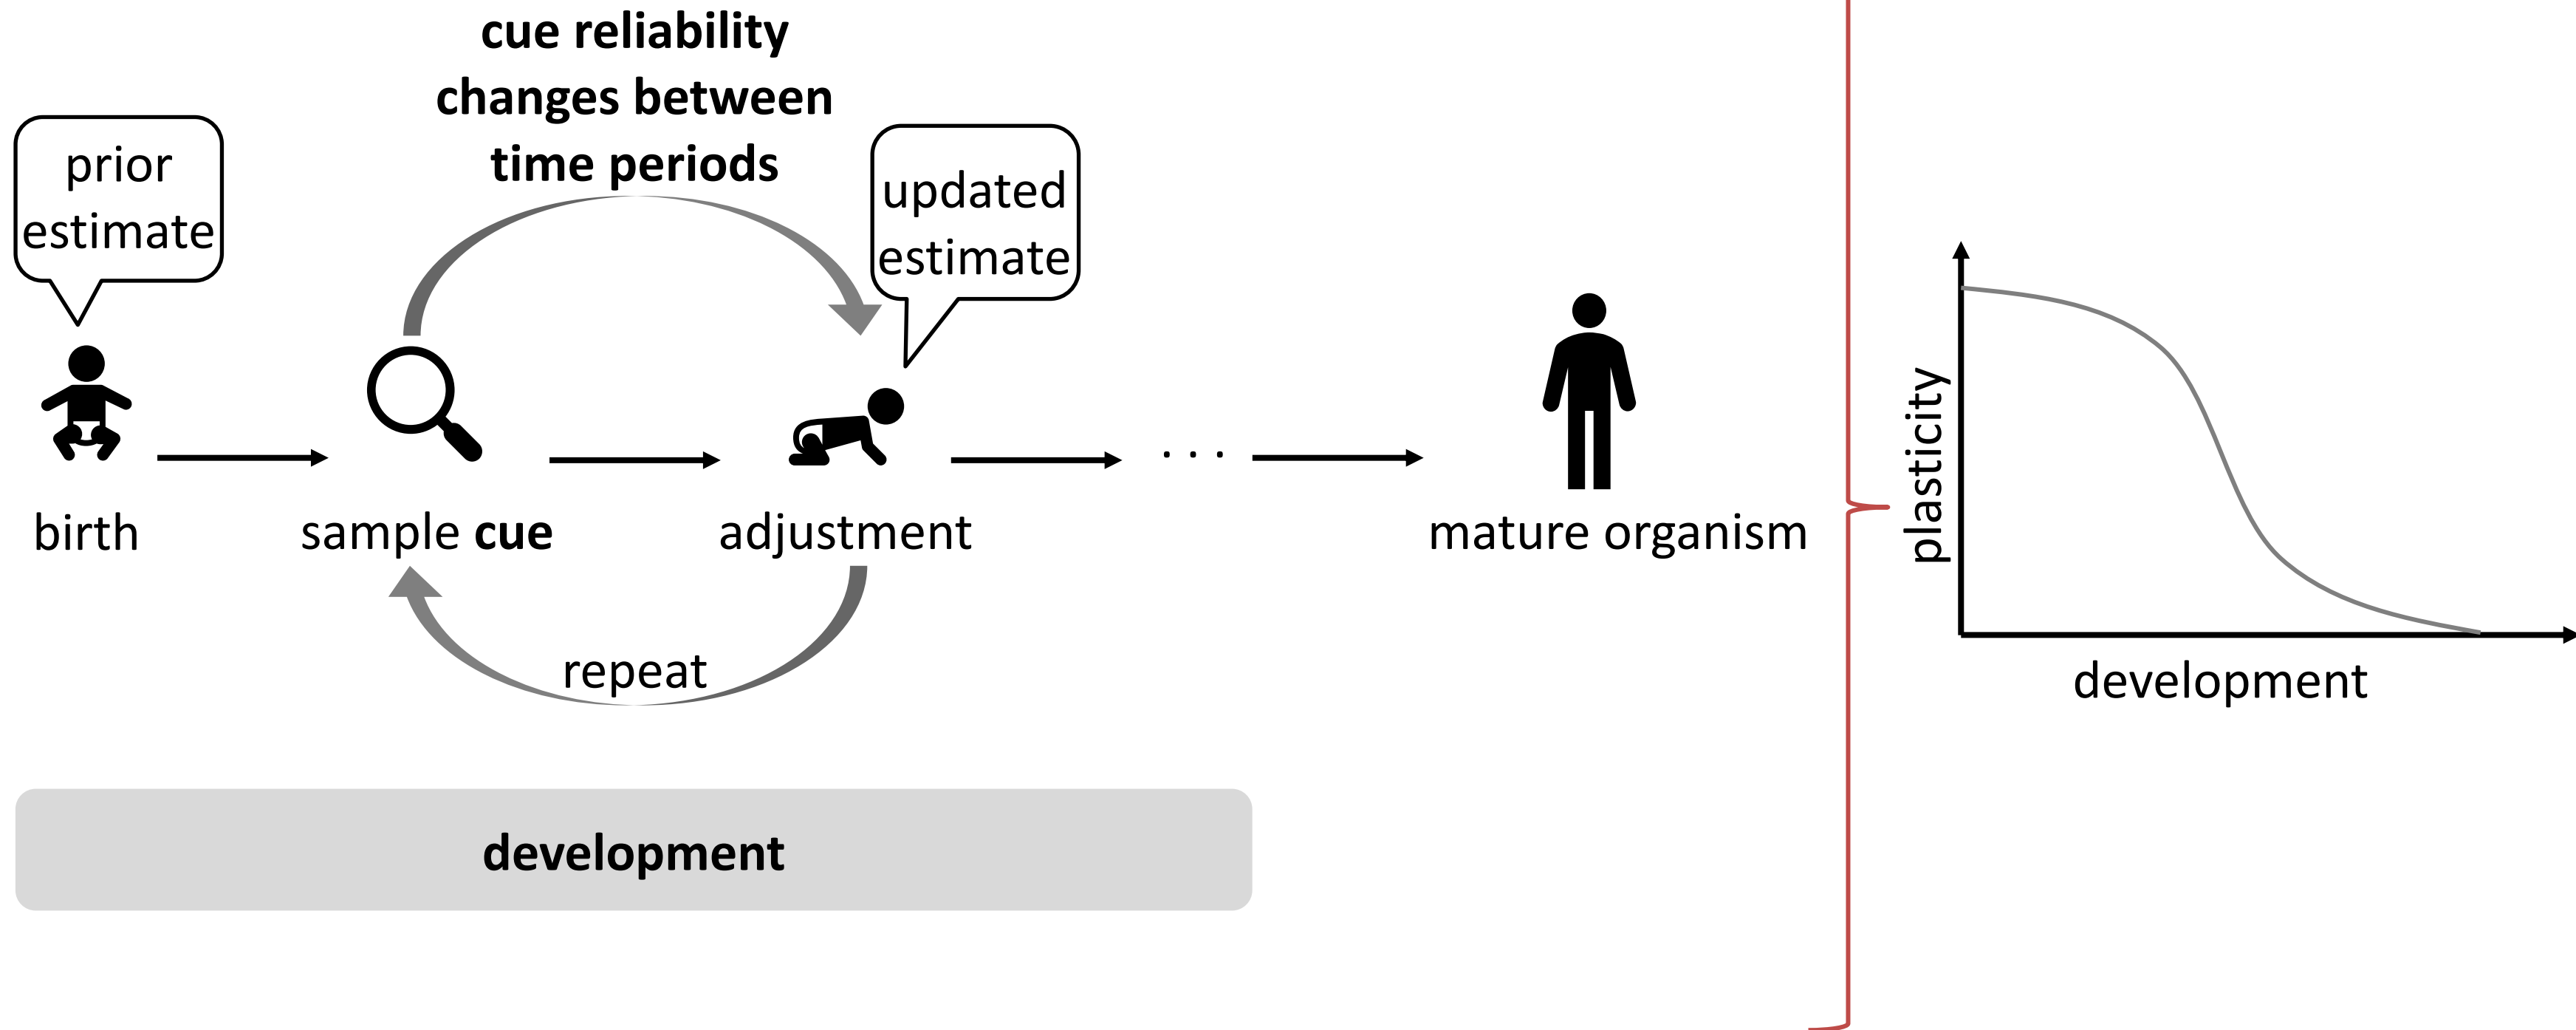 cue reliability
changes between
time periods
prior
estimate
updated
estimate
birth
sample cue
adjustment
. . .
mature organism
repeat
development
plasticity
development